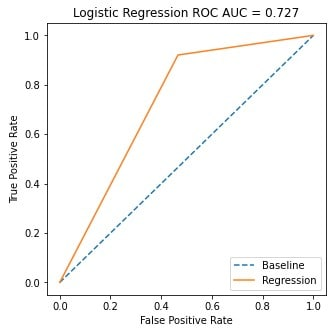 Logistic Regression ROC AUC = 0.727
True Positive Rate
1.0
0.8
0.6
0.4
0.2
0.0
Baseline
Regression
0.0 0.2 0.4 0.6 0.8 1.0
False Positive Rate